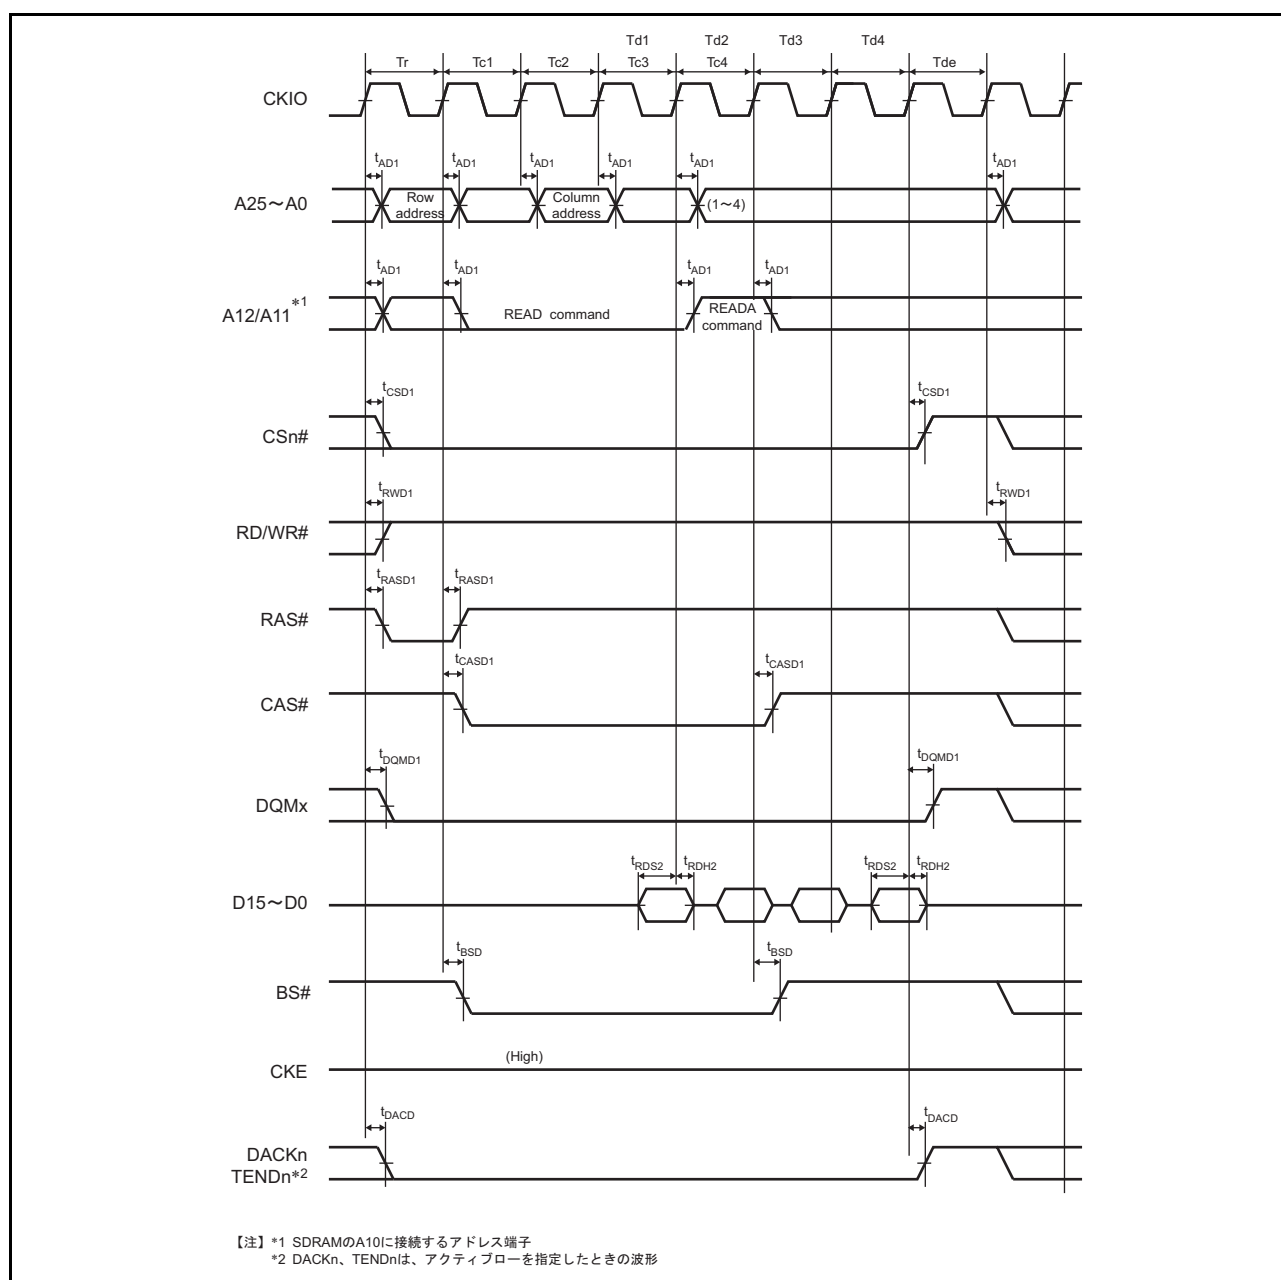 Td1 Td2 Td3 Td4
Tr Tc1 Tc2 Tc3 Tc4 Tde
CKIO
tAD1 tAD1 tAD1 tAD1 tAD1 tAD1
A25～A0 Row address Column address (1～4)
tAD1 tAD1 tAD1 tAD1
A12/A11*1 READ command READA command
tCSD1 tCSD1
CSn#
tRWD1 tRWD1
RD/WR#
tRASD1 tRASD1
RAS#
tCASD1 tCASD1
CAS#
tDQMD1 tDQMD1
DQMx
tRDS2 tRDH2 tRDS2 tRDH2
D15～D0
tBSD tBSD
BS#
(High)
CKE
tDACD tDACD
DACKn
TENDn*2
【注】*1 SDRAMのA10に接続するアドレス端子
*2 DACKn、TENDnは、アクティブローを指定したときの波形